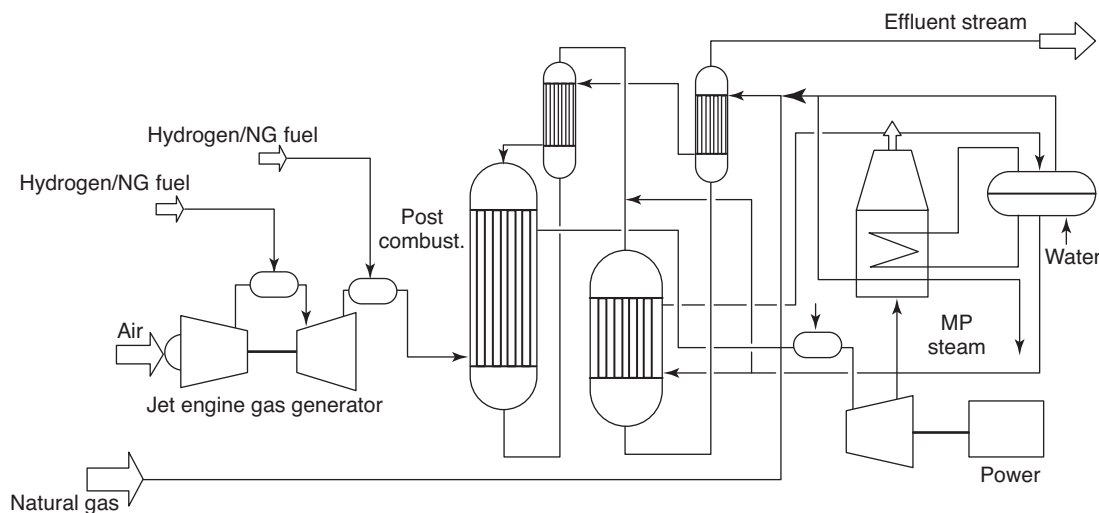 Effluent stream
Hydrogen/NG fuel
Hydrogen/NG fuel
Post
combust.
Water
Air
MP
steam
Jet engine gas generator
Power
Natural gas